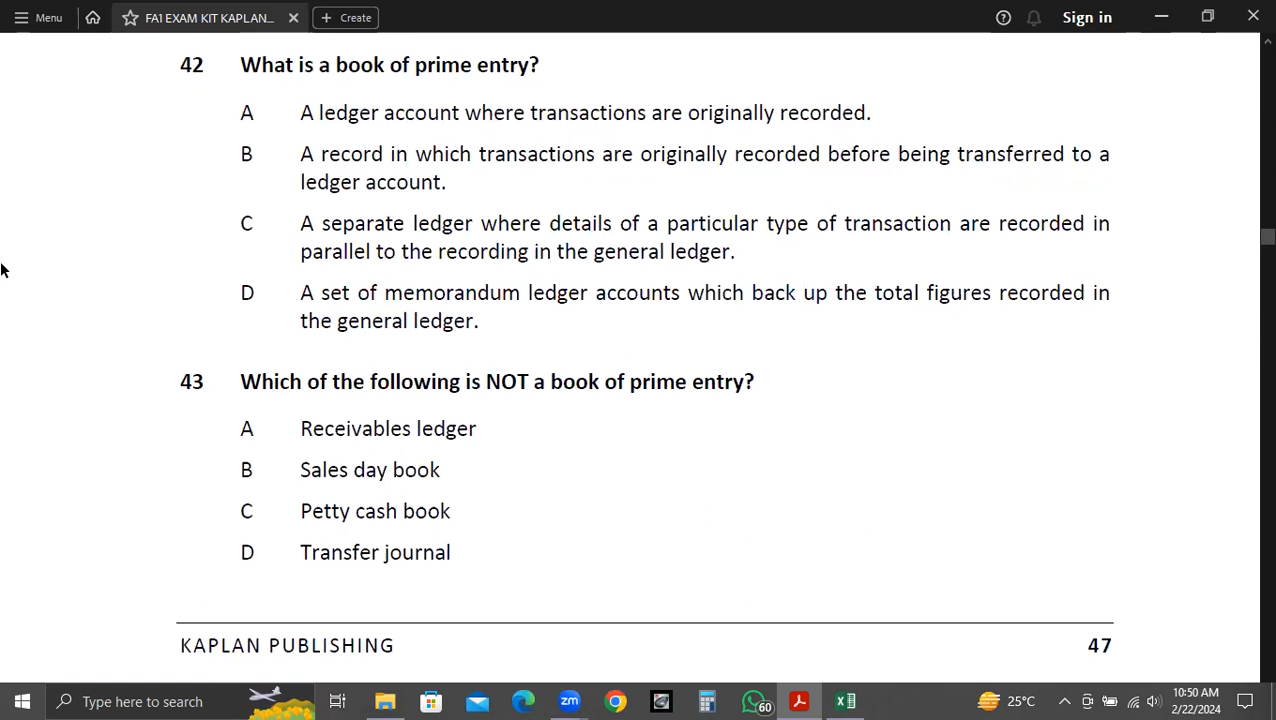 Menu
FA1 EXAM KIT KAPLAN...
Create
Sign in
42 What is a book of prime entry?
A A ledger account where transactions are originally recorded.
B A record in which transactions are originally recorded before being transferred to a
ledger account.
C A separate ledger where details of a particular type of transaction are recorded in
parallel to the recording in the general ledger.
D A set of memorandum ledger accounts which back up the total figures recorded in
the general ledger.
43 Which of the following is NOT a book of prime entry?
A Receivables ledger
B Sales day book
C Petty cash book
D Transfer journal
KAPLAN PUBLISHING 47
Type here to search
zm
60
25°C
10:50 AM
2/22/2024